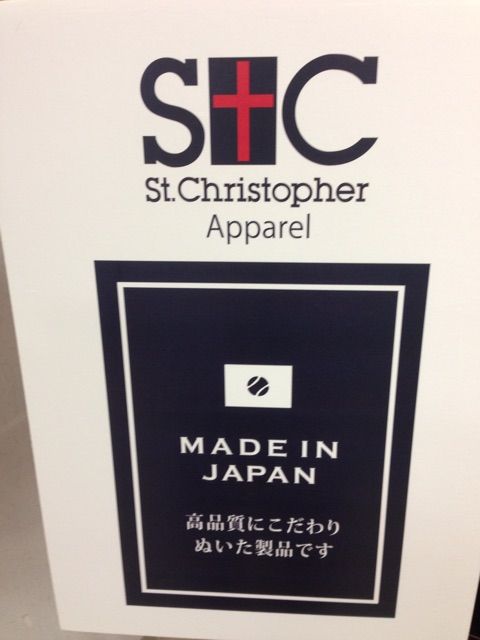 StC
St.Christopher
Apparel
MADE IN
JAPAN
高品質にこだわり
ぬいた製品です